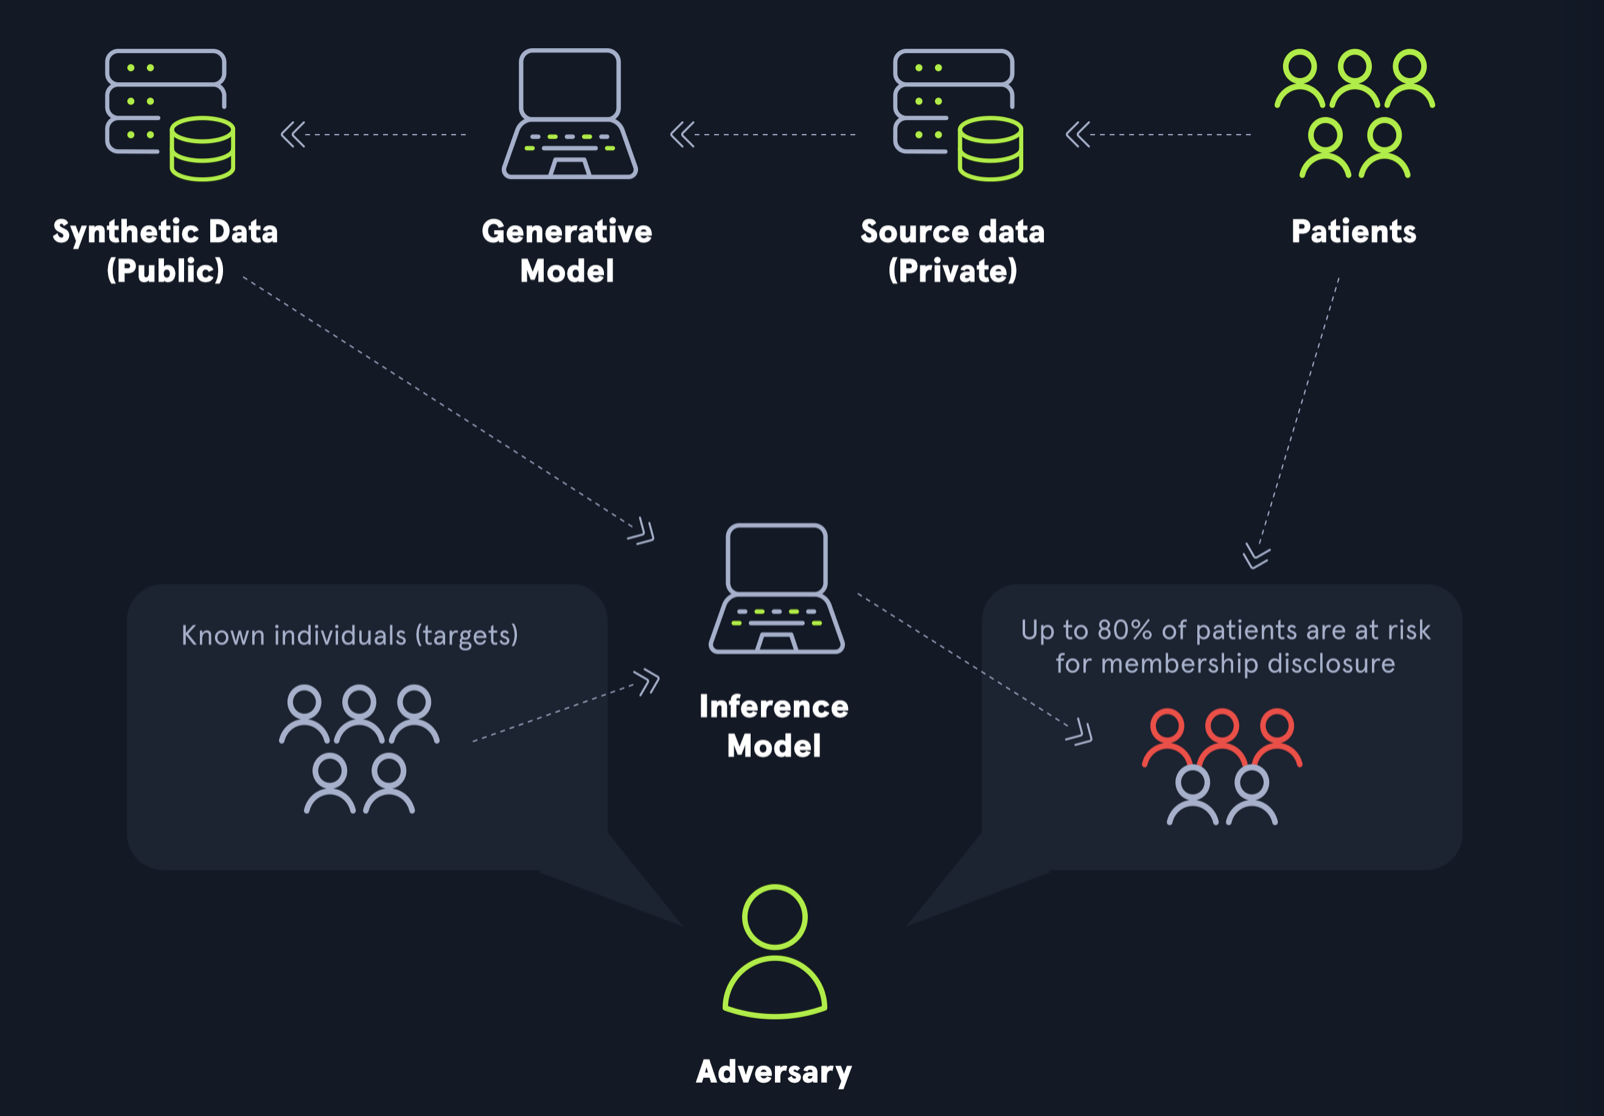 Synthetic Data
(Public)
Generative
Model
Source data
(Private)
Patients
Known individuals (targets)
Inference
Model
Up to 80% of patients are at risk
for membership disclosure
Adversary